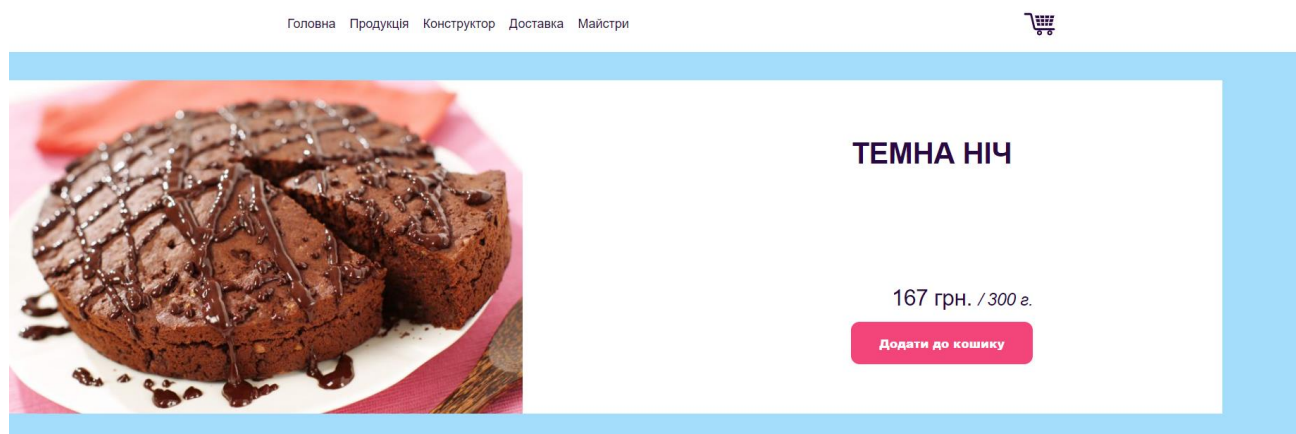 Головна Продукція Конструктор Доставка Майстри
ТЕМНА НІЧ
167 грн. / 300 г.
Додати до кошику